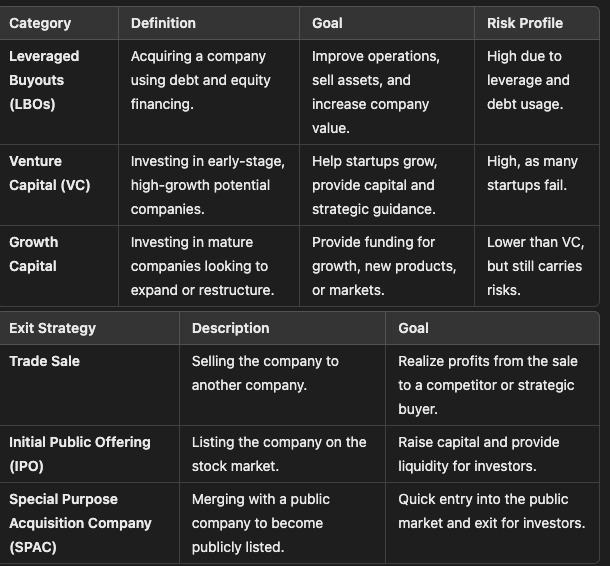 Category Definition Goal Risk Profile
Leveraged Acquiring a company Improve operations, High due to
Buyouts using debt and equity sell assets, and leverage and
(LBOs) financing. increase company debt usage.
value.
Venture Investing in early-stage, Help startups grow, High, as many
Capital (VC) high-growth potential provide capital and startups fail.
companies. strategic guidance.
Growth Investing in mature Provide funding for Lower than VC,
Capital companies looking to growth, new products, but still carries
expand or restructure. or markets. risks.
Exit Strategy Description Goal
Trade Sale Selling the company to Realize profits from the sale
another company. to a competitor or strategic
buyer.
Initial Public Offering Listing the company on the Raise capital and provide
(IPO) stock market. liquidity for investors.
Special Purpose Merging with a public Quick entry into the public
Acquisition Company company to become market and exit for investors.
(SPAC) publicly listed.